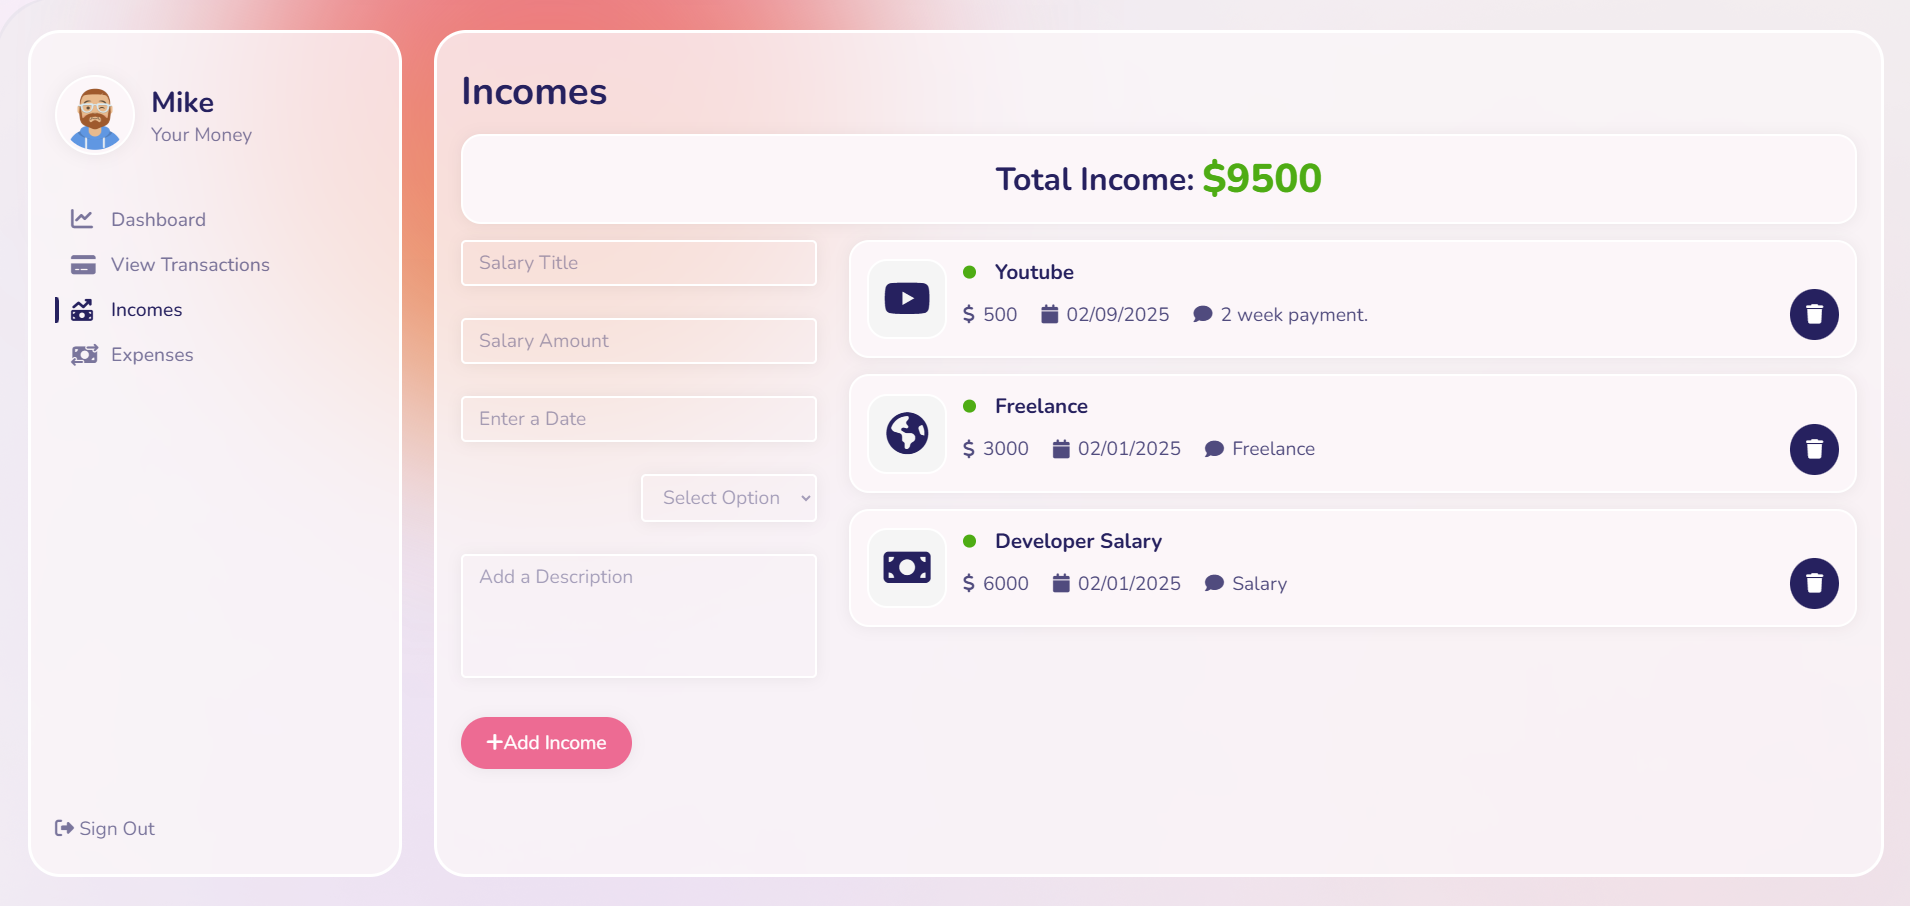 Mike
Your Money
Dashboard
View Transactions
Incomes
Expenses
Sign Out
Incomes
Total Income: $9500
Salary Title
Salary Amount
Enter a Date
Select Option
Add a Description
+Add Income
Youtube
$ 500 02/09/2025 2 week payment.
Freelance
$ 3000 02/01/2025 Freelance
Developer Salary
$ 6000 02/01/2025 Salary